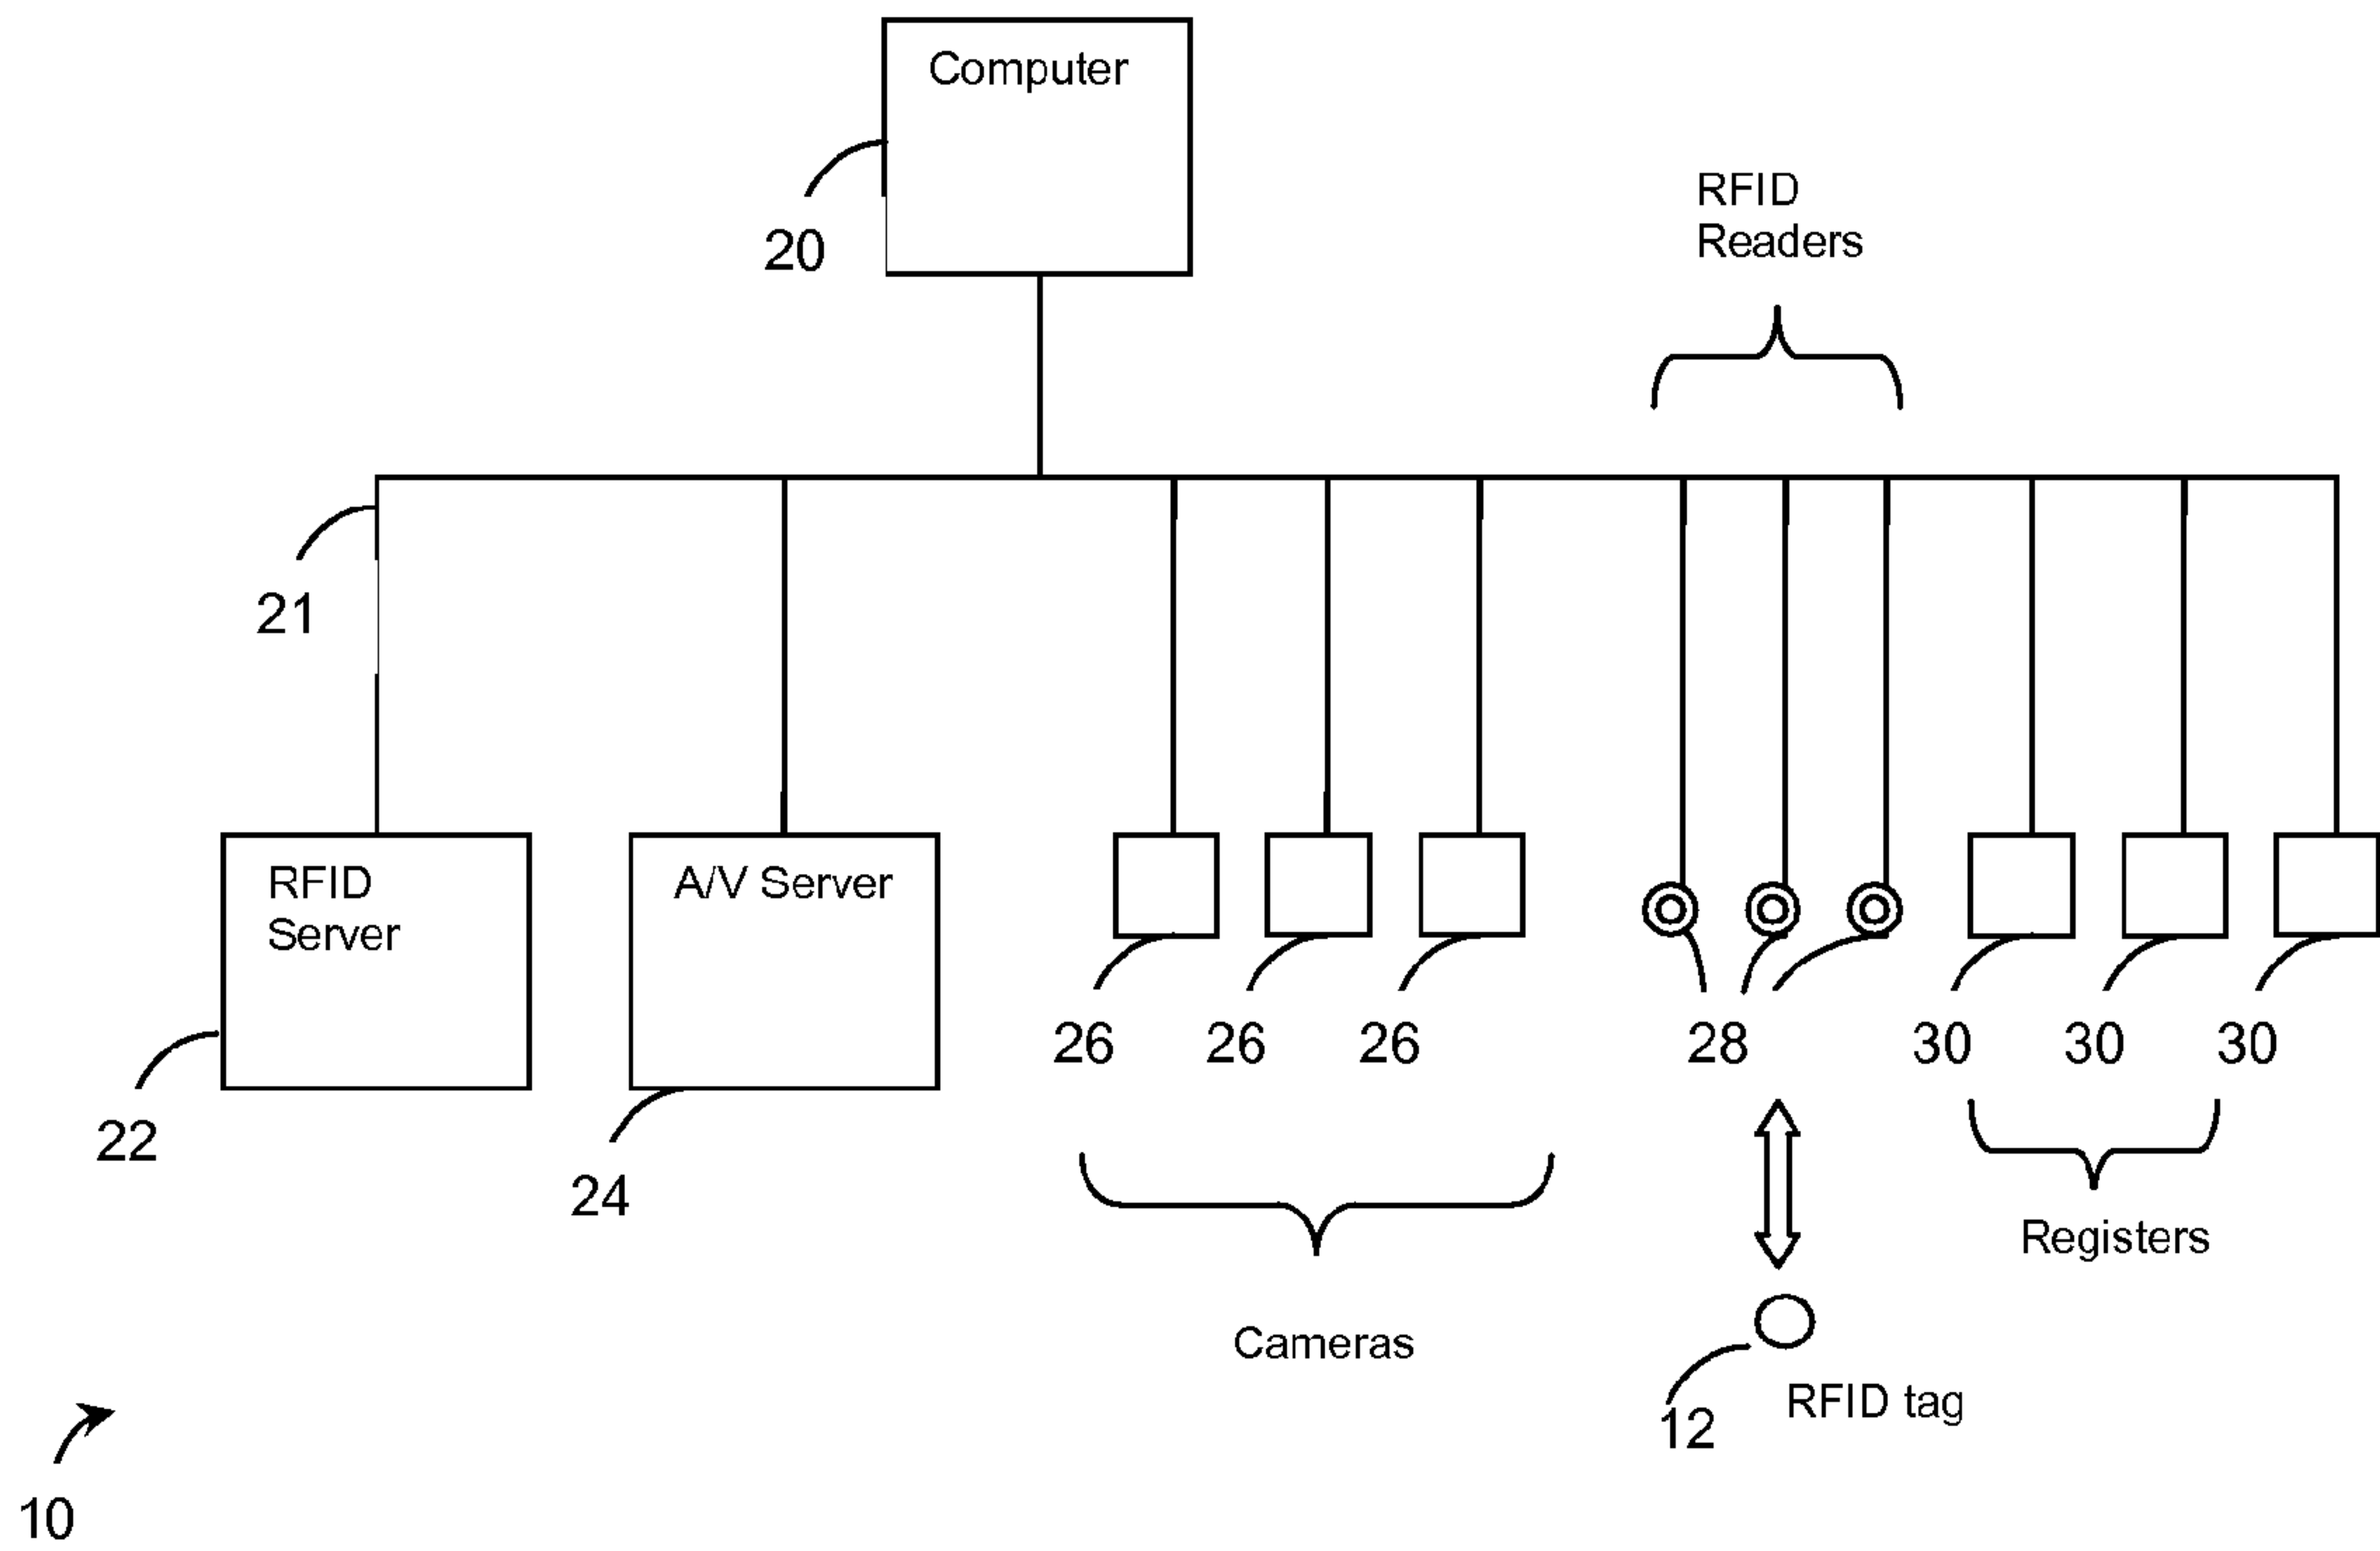 Computer
20
RFID
Readers
21
RFID
Server
A/V Server
22
24
26 26 26 28 30 30 30
Cameras
Registers
12
RFID tag
10